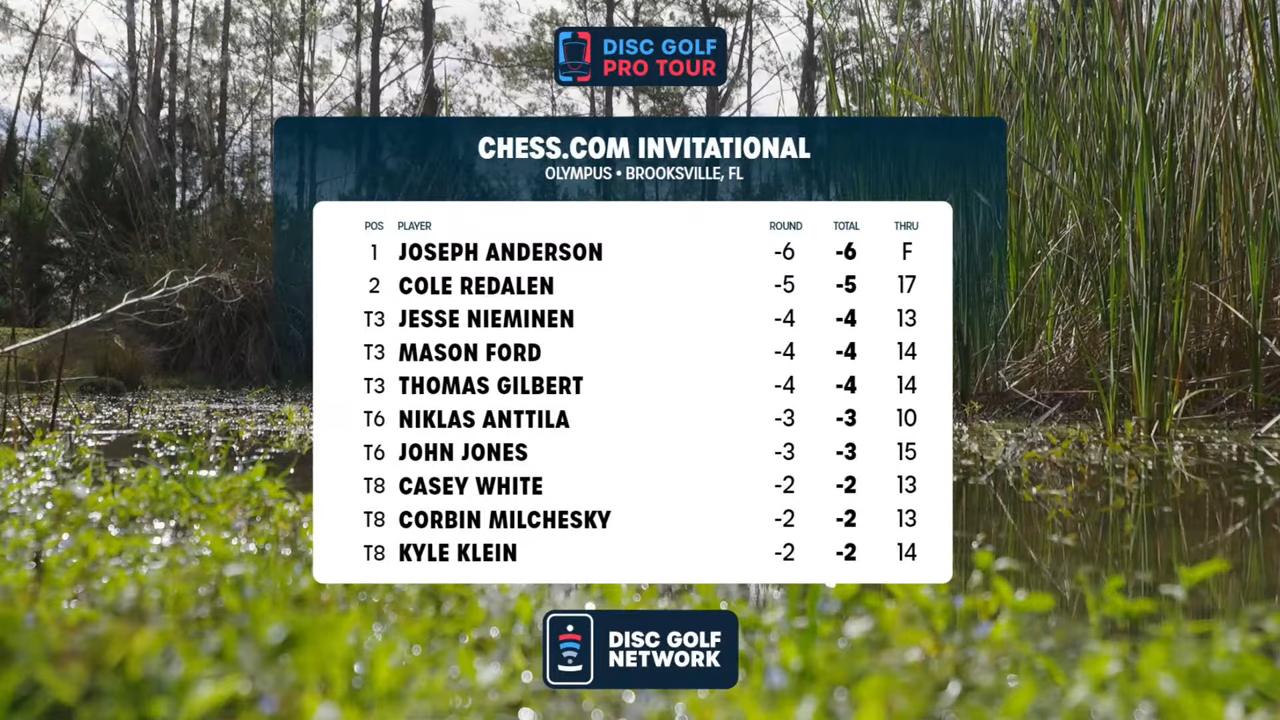 DISC GOLF
PRO TOUR
CHESS.COM INVITATIONAL
OLYMPUS • BROOKSVILLE, FL
POS PLAYER ROUND TOTAL THRU
1 JOSEPH ANDERSON -6 -6 F
2 COLE REDALEN -5 -5 17
T3 JESSE NIEMINEN -4 -4 13
T3 MASON FORD -4 -4 14
T3 THOMAS GILBERT -4 -4 14
T6 NIKLAS ANTTILA -3 -3 10
T6 JOHN JONES -3 -3 15
T8 CASEY WHITE -2 -2 13
T8 CORBIN MILCHESKY -2 -2 13
T8 KYLE KLEIN -2 -2 14
DISC GOLF
NETWORK